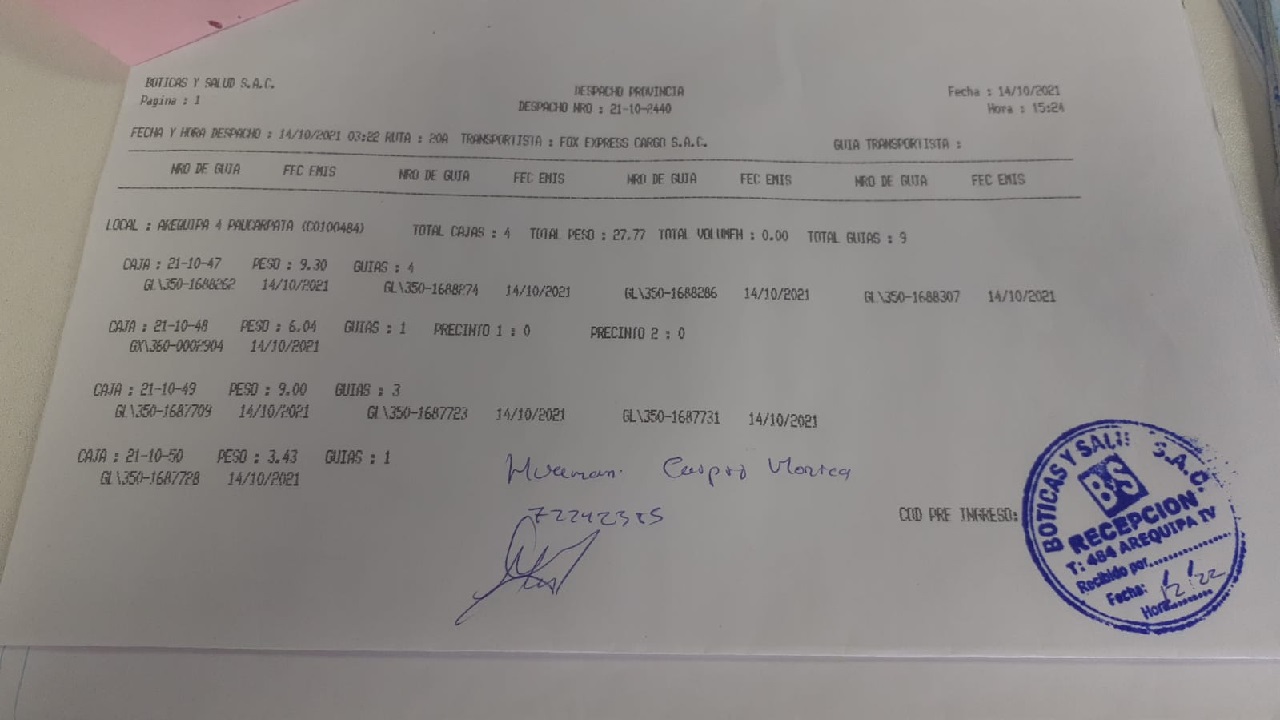 BOTICAS Y SALUD S.A.C. DESPACHO PROVINCIA Fecha : 14/10/2021
Pagina : 1 DESPACHO NRO : 21-10-2440 Hora : 15:24
FECHA Y HORA DESPACHO : 14/10/2021 03:22 RUTA : 20A TRANSPORTISTA : FOX EXPRESS CARGO S.A.C. GUIA TRANSPORTISTA :
NRO DE GUIA FEC EMIS NRO DE GUIA FEC EMIS NRO DE GUIA FEC EMIS NRO DE GUIA FEC EMIS
LOCAL : AREQUIPA 4 PAUCARPATA (C0100484) TOTAL CAJAS : 4 TOTAL PESO : 27.77 TOTAL VOLUMEN : 0.00 TOTAL GUIAS : 9
CAJA : 21-10-47 PESO : 9.30 GUIAS : 4
GL\350-1688262 14/10/2021 GL\350-1688274 14/10/2021 GL\350-1688286 14/10/2021 GL\350-1688307 14/10/2021
CAJA : 21-10-48 PESO : 6.04 GUIAS : 1 PRECINTO 1 : 0 PRECINTO 2 : 0
GX\360-0002904 14/10/2021
CAJA : 21-10-49 PESO : 9.00 GUIAS : 3
GL\350-1687709 14/10/2021 GL\350-1687723 14/10/2021 GL\350-1687731 14/10/2021
CAJA : 21-10-50 PESO : 3.43 GUIAS : 1
GL\350-1687728 14/10/2021
Huaman
COD PRE INGRESO:
BOTICAS Y SALUD S.A.C.
BS
RECEPCION
T: 484 AREQUIPA IV
Recibido por
Fecha:
Hora